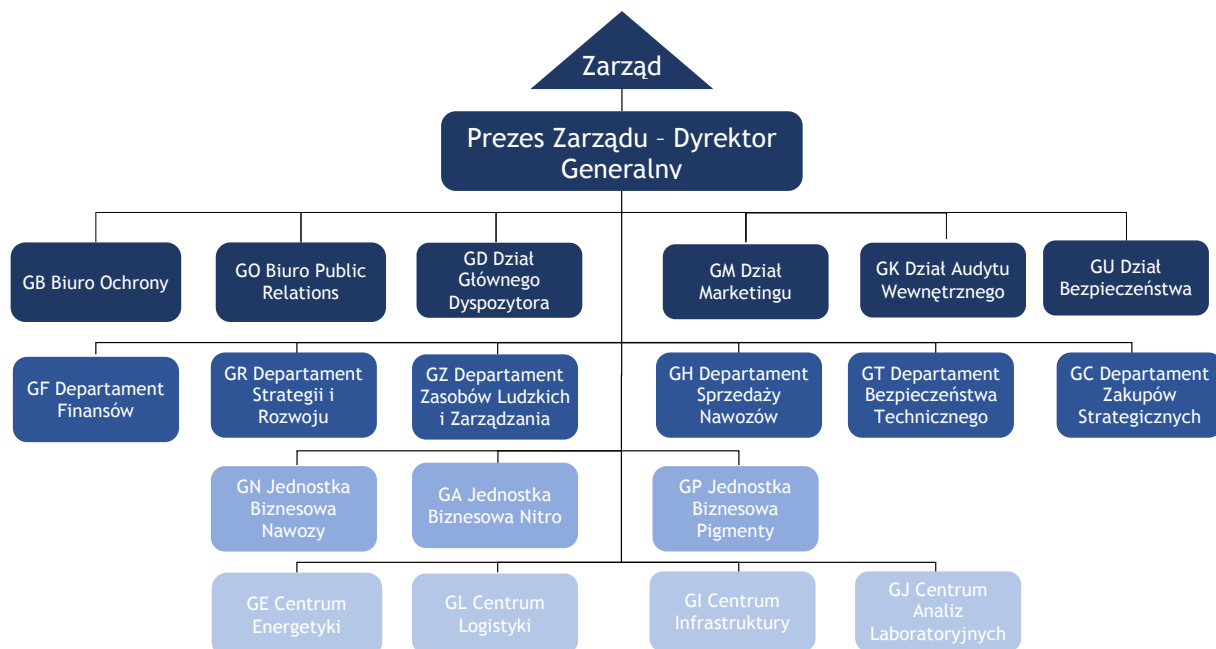 Zarząd
Prezes Zarządu – Dyrektor
Generalny
GB Biuro Ochrony
GO Biuro Public
Relations
GD Dział
Głównego
Dyspozytora
GM Dział
Marketingu
GK Dział Audytu
Wewnętrznego
GU Dział
Bezpieczeństwa
GF Departament
Finansów
GR Departament
Strategii i
Rozwoju
GZ Departament
Zasobów Ludzkich
i Zarządzania
GH Departament
Sprzedaży
Nawozów
GT Departament
Bezpieczeństwa
Technicznego
GC Departament
Zakupów
Strategicznych
GN Jednostka
Biznesowa
Nawozy
GA Jednostka
Biznesowa Nitro
GP Jednostka
Biznesowa
Pigmenty
GE Centrum
Energetyki
GL Centrum
Logistyki
GI Centrum
Infrastruktury
GJ Centrum
Analiz
Laboratoryjnych